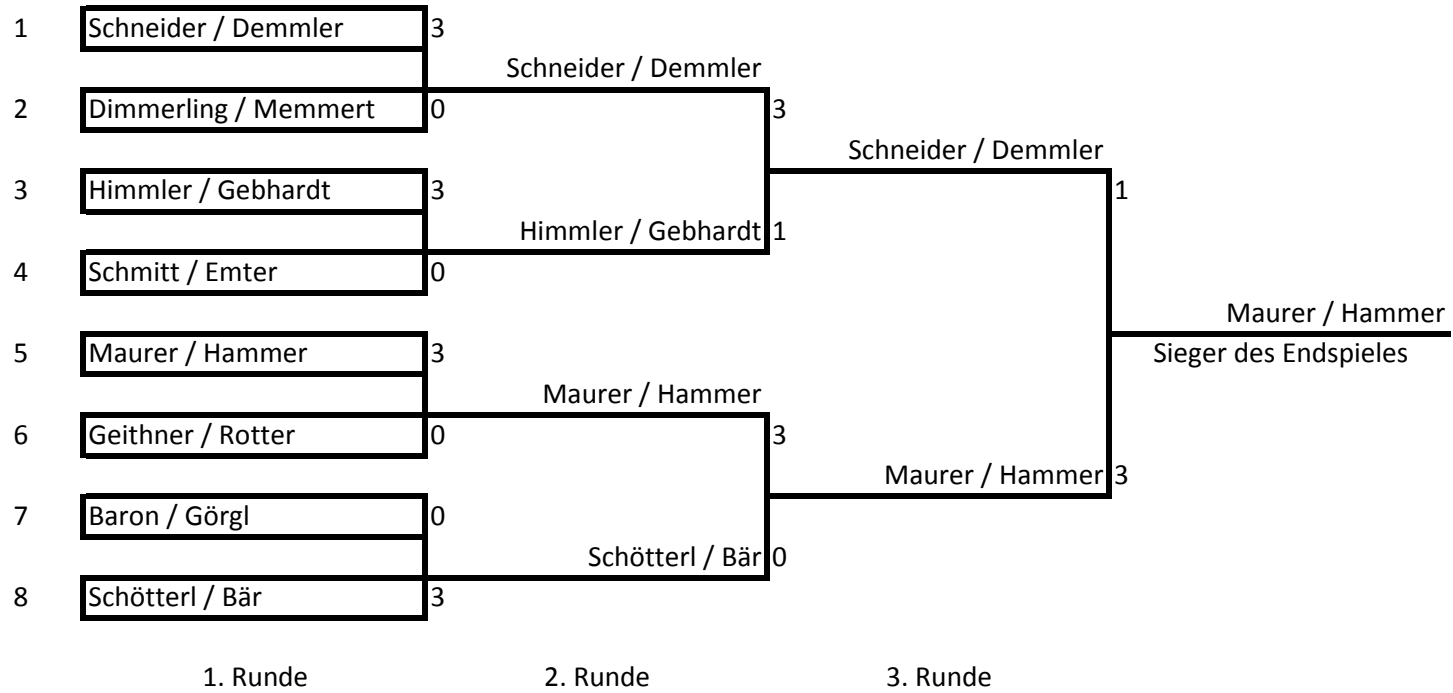 1 Schneider / Demmler 3
Schneider / Demmler
2 Dimmerling / Memmert 0 3
Schneider / Demmler
3 Himmler / Gebhardt 3 1
Himmler / Gebhardt 1
4 Schmitt / Emter 0
Maurer / Hammer
5 Maurer / Hammer 3 Sieger des Endspieles
Maurer / Hammer
6 Geithner / Rotter 0 3
Maurer / Hammer 3
7 Baron / Görgl 0
Schötterl / Bär 0
8 Schötterl / Bär 3
1. Runde 2. Runde 3. Runde